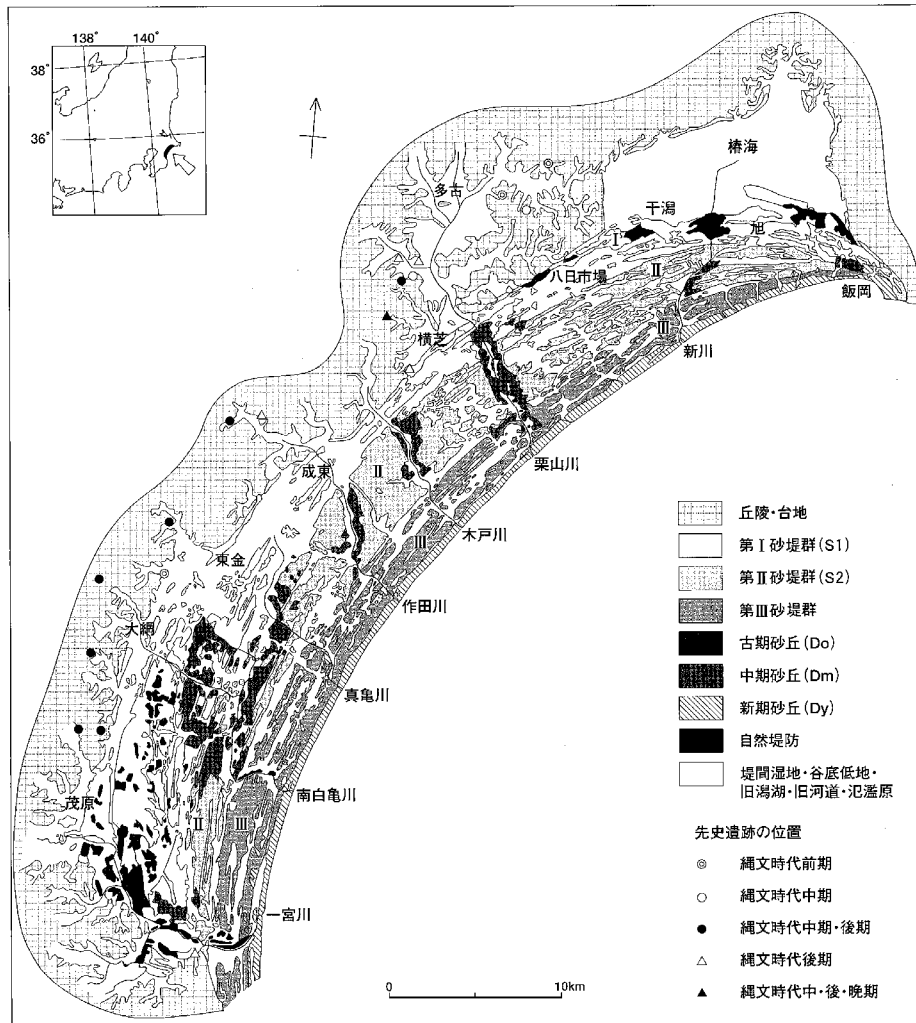 138°
140°
38°
36°
椿海
多古
干潟
Ⅰ
旭
八日市場
Ⅱ
飯岡
横芝
Ⅲ
新川
栗山川
成東
Ⅱ
木戸川
Ⅲ
東金
作田川
大網
真亀川
茂原
南白亀川
Ⅱ
Ⅲ
一宮川
0
10km
丘陵・台地
第Ⅰ砂堤群(S1)
第Ⅱ砂堤群(S2)
第Ⅲ砂堤群
古期砂丘(Do)
中期砂丘(Dm)
新期砂丘(Dy)
自然堤防
堤間湿地・谷底低地・
旧潟湖・旧河道・氾濫原
先史遺跡の位置
縄文時代前期
縄文時代中期
縄文時代中期・後期
縄文時代後期
縄文時代中・後・晩期